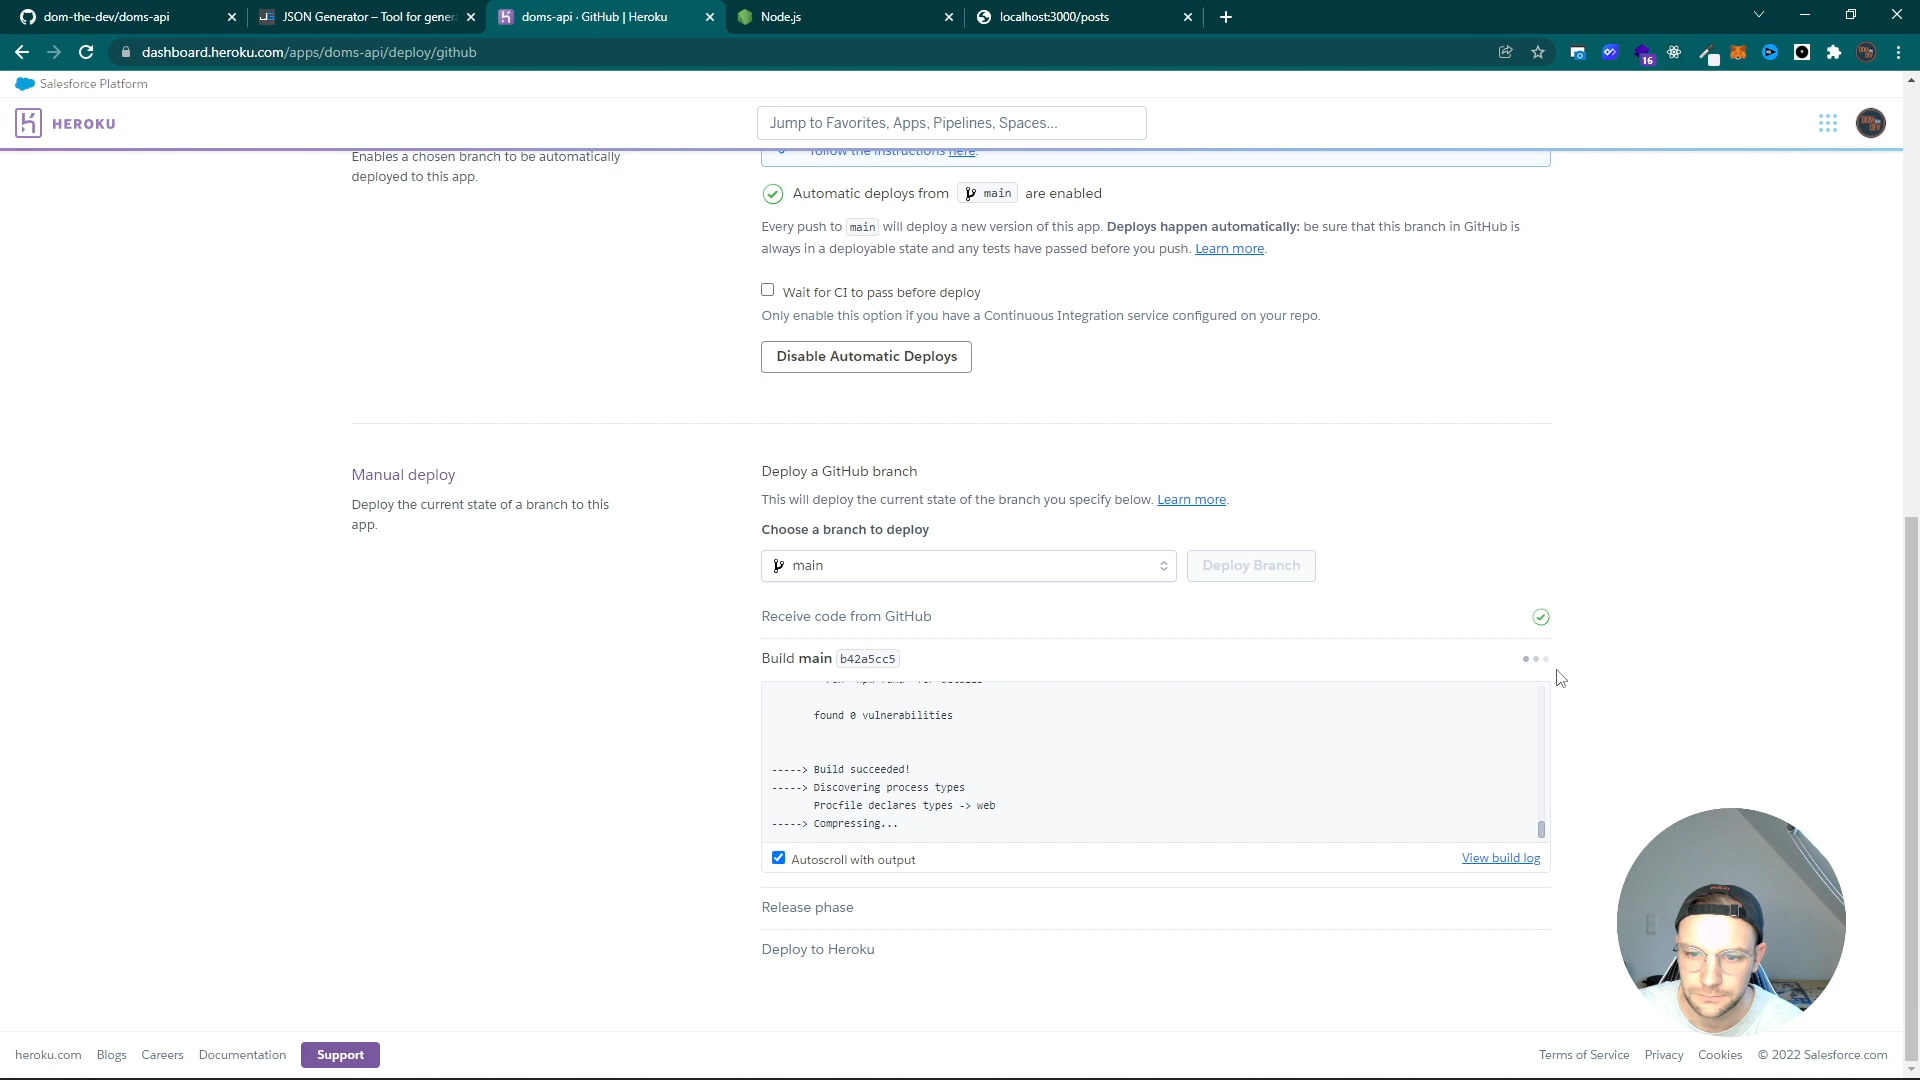 dom-the-dev/doms-api
JSON Generator – Tool for gener
doms-api · GitHub | Heroku
Node.js
localhost:3000/posts
dashboard.heroku.com/apps/doms-api/deploy/github
16
Salesforce Platform
HEROKU
Jump to Favorites, Apps, Pipelines, Spaces...
Enables a chosen branch to be automatically
deployed to this app.
follow the instructions here.
Automatic deploys from main are enabled
Every push to main will deploy a new version of this app. Deploys happen automatically: be sure that this branch in GitHub is
always in a deployable state and any tests have passed before you push. Learn more.
Wait for CI to pass before deploy
Only enable this option if you have a Continuous Integration service configured on your repo.
Disable Automatic Deploys
Manual deploy
Deploy the current state of a branch to this
app.
Deploy a GitHub branch
This will deploy the current state of the branch you specify below. Learn more.
Choose a branch to deploy
main
Deploy Branch
Receive code from GitHub
Build main b42a5cc5
found 0 vulnerabilities
-----> Build succeeded!
-----> Discovering process types
Procfile declares types -> web
-----> Compressing...
Autoscroll with output
View build log
Release phase
Deploy to Heroku
heroku.com
Blogs
Careers
Documentation
Support
Terms of Service
Privacy
Cookies
© 2022 Salesforce.com